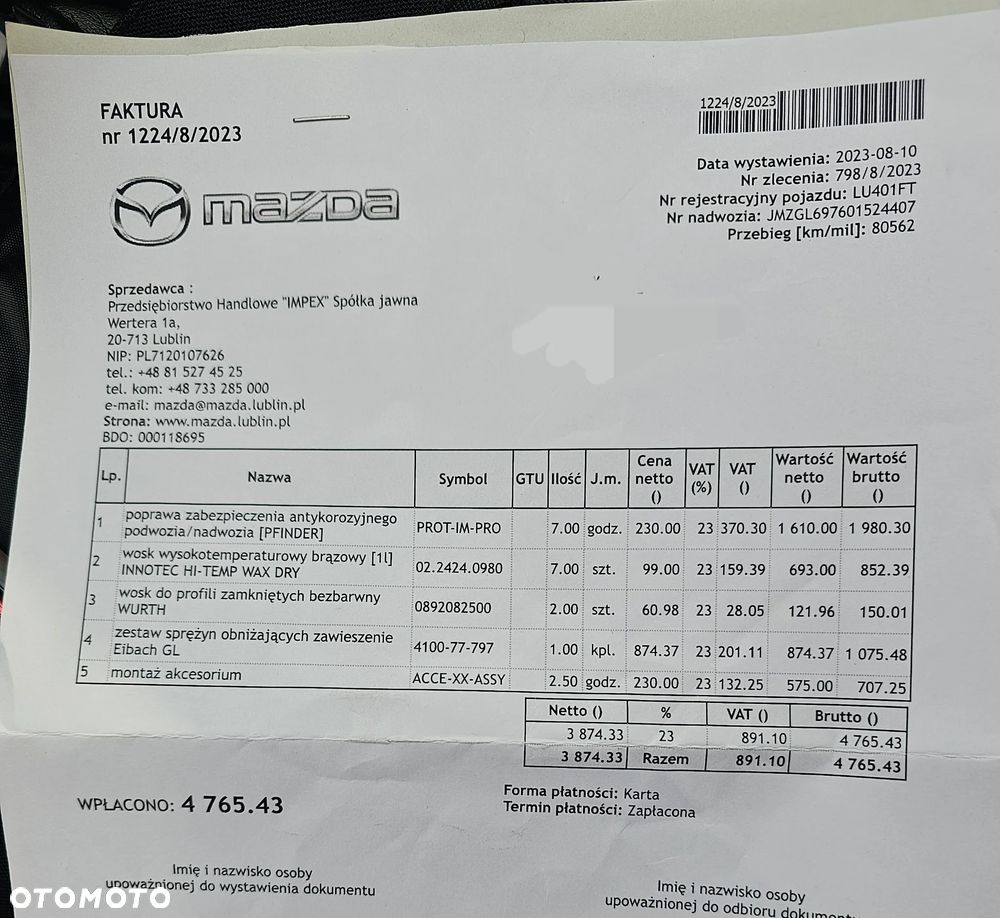 FAKTURA
nr 1224/8/2023
1224/8/2023
Data wystawienia: 2023-08-10
Nr zlecenia: 798/8/2023
Nr rejestracyjny pojazdu: LU401FT
Nr nadwozia: JMZGL697601524407
Przebieg [km/mil]: 80562
mazda
Sprzedawca :
Przedsiębiorstwo Handlowe "IMPEX" Spółka jawna
Wertera 1a,
20-713 Lublin
NIP: PL7120107626
tel.: +48 81 527 45 25
tel. kom: +48 733 285 000
e-mail: mazda@mazda.lublin.pl
Strona: www.mazda.lublin.pl
BDO: 000118695
Lp. Nazwa Symbol GTU Ilość J.m. Cena netto () VAT (%) VAT () Wartość netto () Wartość brutto ()
1 poprawa zabezpieczenia antykorozyjnego podwozia/nadwozia [PFINDER] PROT-IM-PRO 7.00 godz. 230.00 23 370.30 1 610.00 1 980.30
2 wosk wysokotemperaturowy brązowy [1l] INNOTEC HI-TEMP WAX DRY 02.2424.0980 7.00 szt. 99.00 23 159.39 693.00 852.39
3 wosk do profili zamkniętych bezbarwny WURTH 0892082500 2.00 szt. 60.98 23 28.05 121.96 150.01
4 zestaw sprężyn obniżających zawieszenie Eibach GL 4100-77-797 1.00 kpl. 874.37 23 201.11 874.37 1 075.48
5 montaż akcesorium ACCE-XX-ASSY 2.50 godz. 230.00 23 132.25 575.00 707.25
Netto () % VAT () Brutto ()
3 874.33 23 891.10 4 765.43
3 874.33 Razem 891.10 4 765.43
WPŁACONO: 4 765.43
Forma płatności: Karta
Termin płatności: Zapłacona
Imię i nazwisko osoby
upoważnionej do wystawienia dokumentu
Imię i nazwisko osoby
upoważnionej do odbioru dokumentu
OTOMOTO